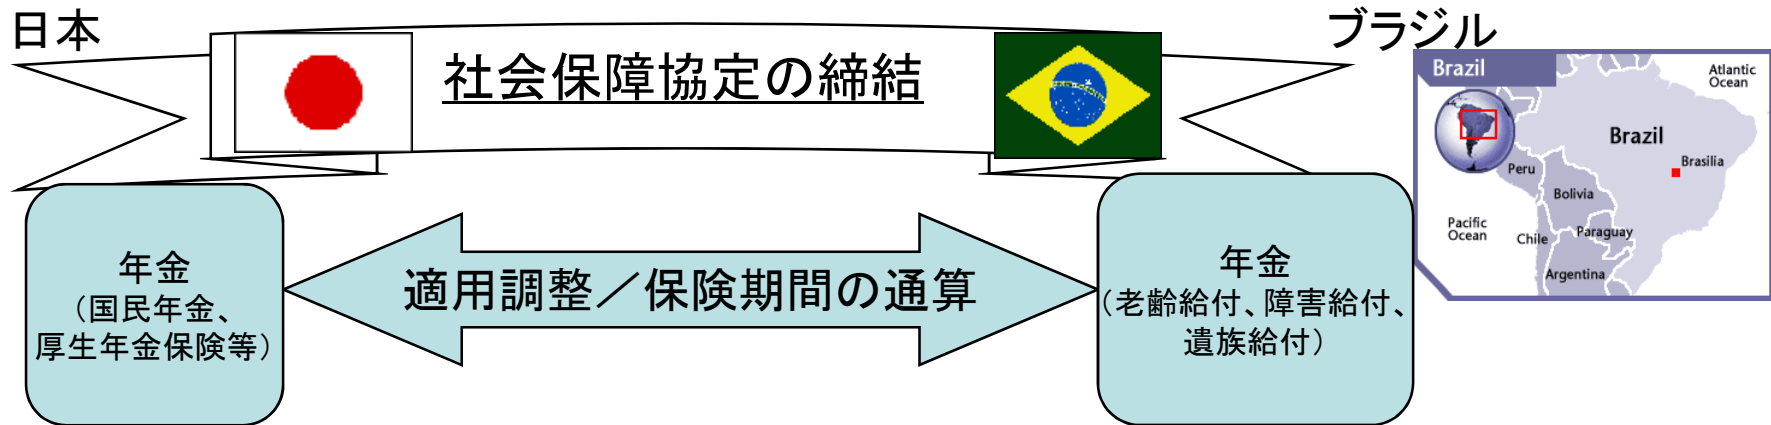 日本
社会保障協定の締結
ブラジル
年金
（国民年金、
厚生年金保険等）
適用調整／保険期間の通算
年金
（老齢給付、障害給付、
遺族給付）
Brazil
Atlantic
Ocean
Brazil
Brasilia
Peru
Bolivia
Pacific
Ocean
Chile
Paraguay
Argentina